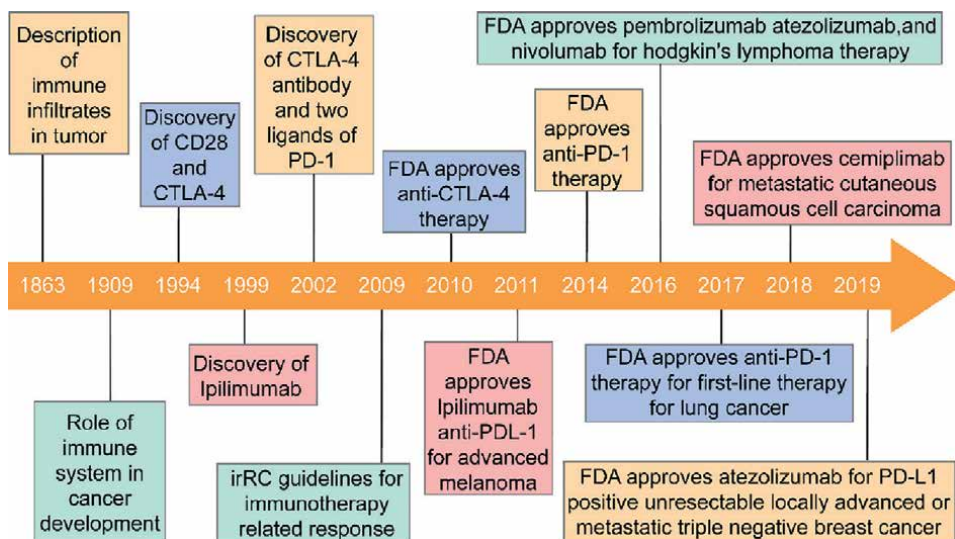 Description
of
immune
infiltrates
in tumor
Discovery
of CD28
and
CTLA-4
Discovery
of CTLA-4
antibody
and two
ligands of
PD-1
FDA approves
anti-CTLA-4
therapy
FDA
approves
anti-PD-1
therapy
FDA approves pembrolizumab atezolizumab,and
nivolumab for hodgkin's lymphoma therapy
FDA approves cemiplimab
for metastatic cutaneous
squamous cell carcinoma
1863 1909 1994 1999 2002 2009 2010 2011 2014 2016 2017 2018 2019
Role of
immune
system in
cancer
development
Discovery
of Ipilimumab
irRC guidelines for
immunotherapy
related response
FDA
approves
Ipilimumab
anti-PDL-1
for advanced
melanoma
FDA approves anti-PD-1
therapy for first-line therapy
for lung cancer
FDA approves atezolizumab for PD-L1
positive unresectable locally advanced or
metastatic triple negative breast cancer